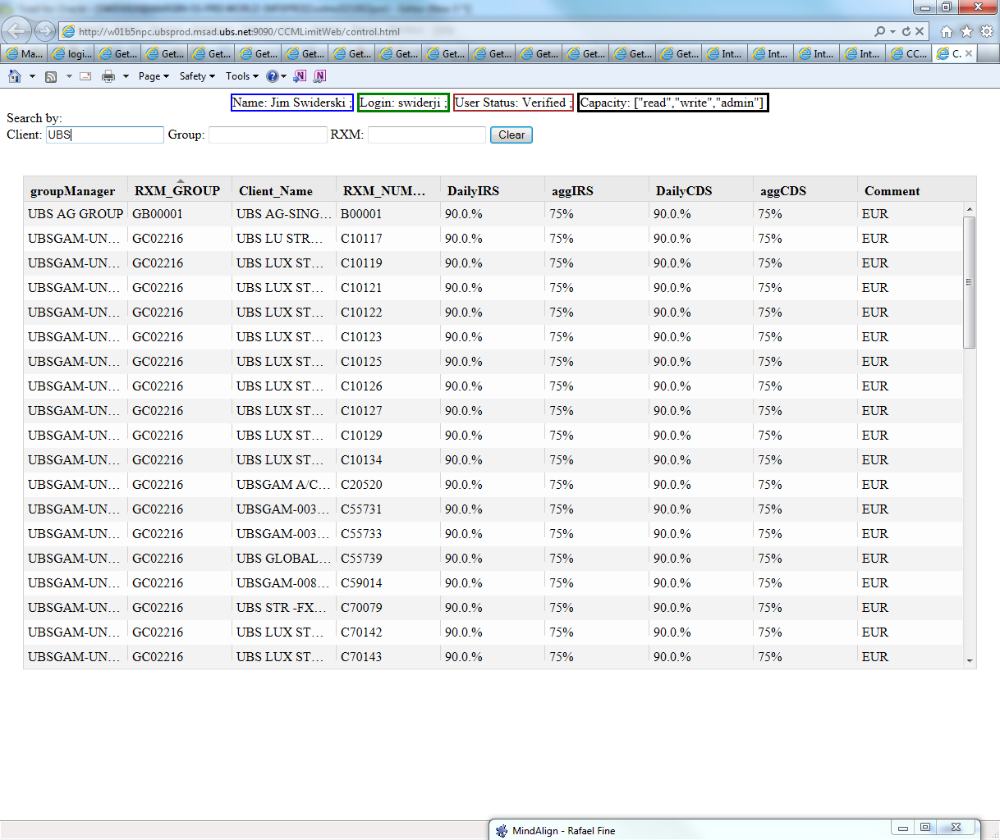 http://w01b5npc.ubsprod.msad.ubs.net:9090/CCMLimitWeb/control.html
Ma... logi... Get... Get... Get... Get... Get... Get... Get... Get... Get... Get... Get... Get... Get... Int... Int... Int... Int... CC... C.
Page Safety Tools
Name: Jim Swiderski ; Login: swiderji ; User Status: Verified ; Capacity: ["read","write","admin"]
Search by:
Client: UBS Group: RXM: Clear
groupManager RXM_GROUP Client_Name RXM_NUM... DailyIRS aggIRS DailyCDS aggCDS Comment
UBS AG GROUP GB00001 UBS AG-SING... B00001 90.0.% 75% 90.0.% 75% EUR
UBSGAM-UN... GC02216 UBS LU STR... C10117 90.0.% 75% 90.0.% 75% EUR
UBSGAM-UN... GC02216 UBS LUX ST... C10119 90.0.% 75% 90.0.% 75% EUR
UBSGAM-UN... GC02216 UBS LUX ST... C10121 90.0.% 75% 90.0.% 75% EUR
UBSGAM-UN... GC02216 UBS LUX ST... C10122 90.0.% 75% 90.0.% 75% EUR
UBSGAM-UN... GC02216 UBS LUX ST... C10123 90.0.% 75% 90.0.% 75% EUR
UBSGAM-UN... GC02216 UBS LUX ST... C10125 90.0.% 75% 90.0.% 75% EUR
UBSGAM-UN... GC02216 UBS LUX ST... C10126 90.0.% 75% 90.0.% 75% EUR
UBSGAM-UN... GC02216 UBS LUX ST... C10127 90.0.% 75% 90.0.% 75% EUR
UBSGAM-UN... GC02216 UBS LUX ST... C10129 90.0.% 75% 90.0.% 75% EUR
UBSGAM-UN... GC02216 UBS LUX ST... C10134 90.0.% 75% 90.0.% 75% EUR
UBSGAM-UN... GC02216 UBSGAM A/C... C20520 90.0.% 75% 90.0.% 75% EUR
UBSGAM-UN... GC02216 UBSGAM-003... C55731 90.0.% 75% 90.0.% 75% EUR
UBSGAM-UN... GC02216 UBSGAM-003... C55733 90.0.% 75% 90.0.% 75% EUR
UBSGAM-UN... GC02216 UBS GLOBAL... C55739 90.0.% 75% 90.0.% 75% EUR
UBSGAM-UN... GC02216 UBSGAM-008... C59014 90.0.% 75% 90.0.% 75% EUR
UBSGAM-UN... GC02216 UBS STR -FX... C70079 90.0.% 75% 90.0.% 75% EUR
UBSGAM-UN... GC02216 UBS LUX ST... C70142 90.0.% 75% 90.0.% 75% EUR
UBSGAM-UN... GC02216 UBS LUX ST... C70143 90.0.% 75% 90.0.% 75% EUR
MindAlign - Rafael Fine